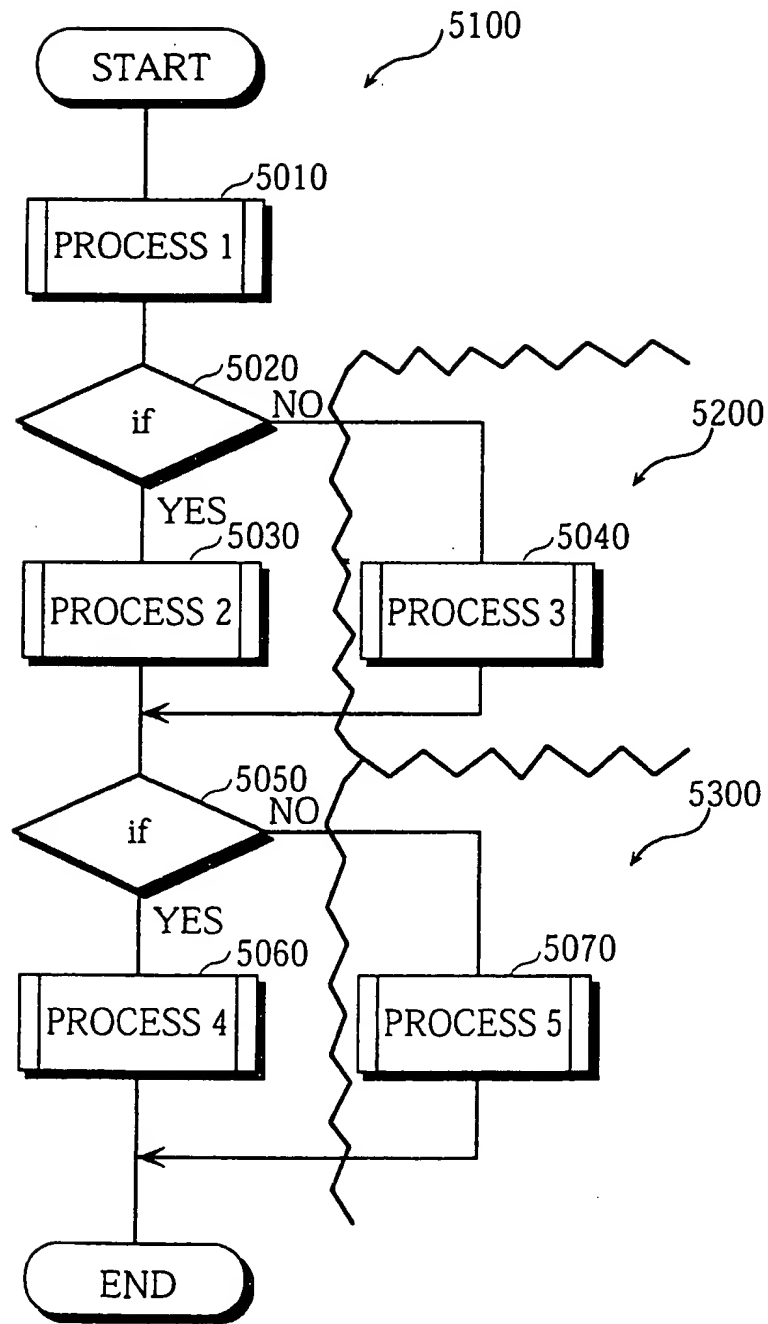 5100
START
5010
PROCESS 1
5020
if
NO
5200
YES
5030
5040
PROCESS 2
PROCESS 3
5050
if
NO
5300
YES
5060
5070
PROCESS 4
PROCESS 5
END